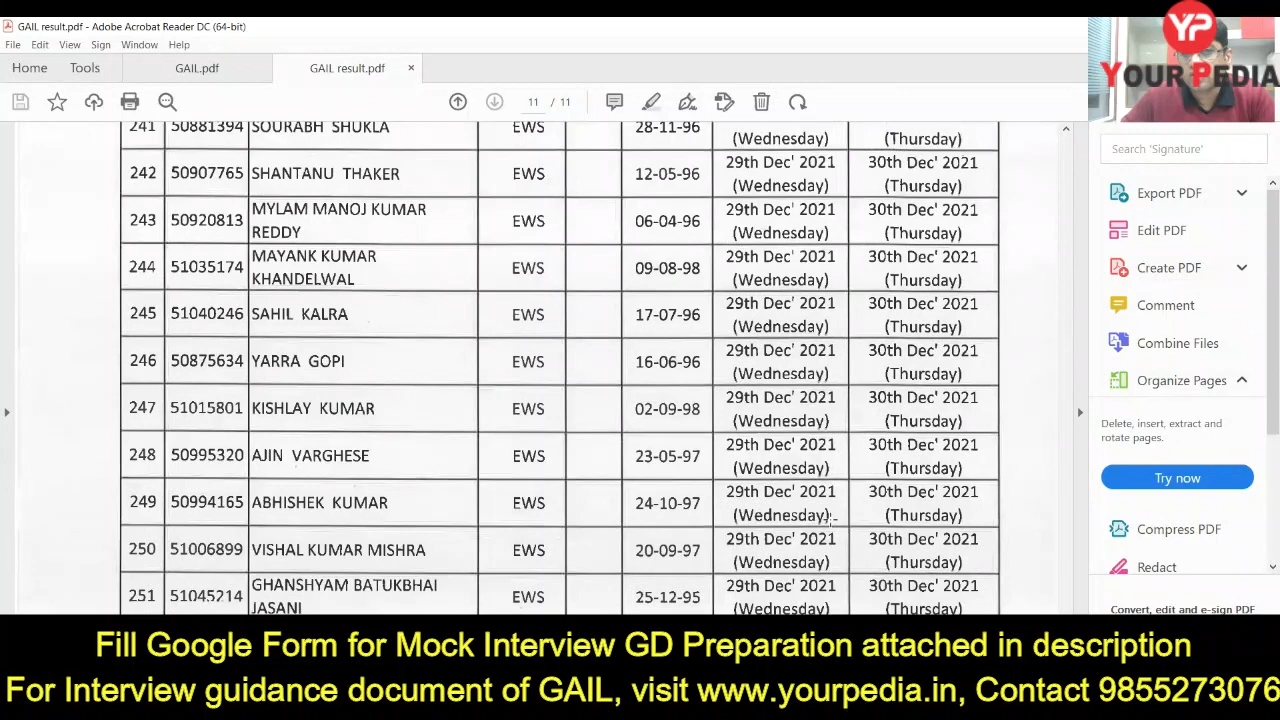 GAIL result.pdf - Adobe Acrobat Reader DC (64-bit)
File Edit View Sign Window Help
Home Tools GAIL.pdf GAIL result.pdf ×
11 / 11
YP
YOUR PEDIA
241 50881394 SOURABH SHUKLA EWS 28-11-96 (Wednesday) (Thursday)
242 50907765 SHANTANU THAKER EWS 12-05-96 29th Dec' 2021 (Wednesday) 30th Dec' 2021 (Thursday)
243 50920813 MYLAM MANOJ KUMAR REDDY EWS 06-04-96 29th Dec' 2021 (Wednesday) 30th Dec' 2021 (Thursday)
244 51035174 MAYANK KUMAR KHANDELWAL EWS 09-08-98 29th Dec' 2021 (Wednesday) 30th Dec' 2021 (Thursday)
245 51040246 SAHIL KALRA EWS 17-07-96 29th Dec' 2021 (Wednesday) 30th Dec' 2021 (Thursday)
246 50875634 YARRA GOPI EWS 16-06-96 29th Dec' 2021 (Wednesday) 30th Dec' 2021 (Thursday)
247 51015801 KISHLAY KUMAR EWS 02-09-98 29th Dec' 2021 (Wednesday) 30th Dec' 2021 (Thursday)
248 50995320 AJIN VARGHESE EWS 23-05-97 29th Dec' 2021 (Wednesday) 30th Dec' 2021 (Thursday)
249 50994165 ABHISHEK KUMAR EWS 24-10-97 29th Dec' 2021 (Wednesday) 30th Dec' 2021 (Thursday)
250 51006899 VISHAL KUMAR MISHRA EWS 20-09-97 29th Dec' 2021 (Wednesday) 30th Dec' 2021 (Thursday)
251 51045214 GHANSHYAM BATUKBHAI JASANI EWS 25-12-95 29th Dec' 2021 (Wednesday) 30th Dec' 2021 (Thursday)
Search 'Signature'
Export PDF
Edit PDF
Create PDF
Comment
Combine Files
Organize Pages
Delete, insert, extract and
rotate pages.
Try now
Compress PDF
Redact
Convert, edit and e-sign PDF
Fill Google Form for Mock Interview GD Preparation attached in description
For Interview guidance document of GAIL, visit www.yourpedia.in, Contact 9855273076